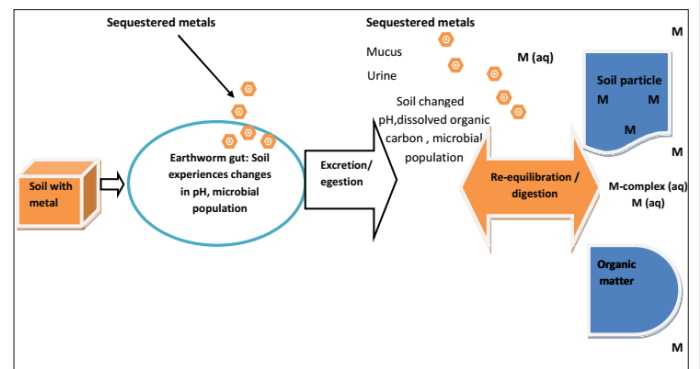 Sequestered metals
Sequestered metals
Mucus
Urine
M (aq)
Soil changed
pH,dissolved organic
carbon , microbial
population
Soil with
metal
Earthworm gut: Soil
experiences changes
in pH, microbial
population
Excretion/
egestion
Re-equilibration /
digestion
M
Soil particle
M M
M
M
M-complex (aq)
M (aq)
Organic
matter
M